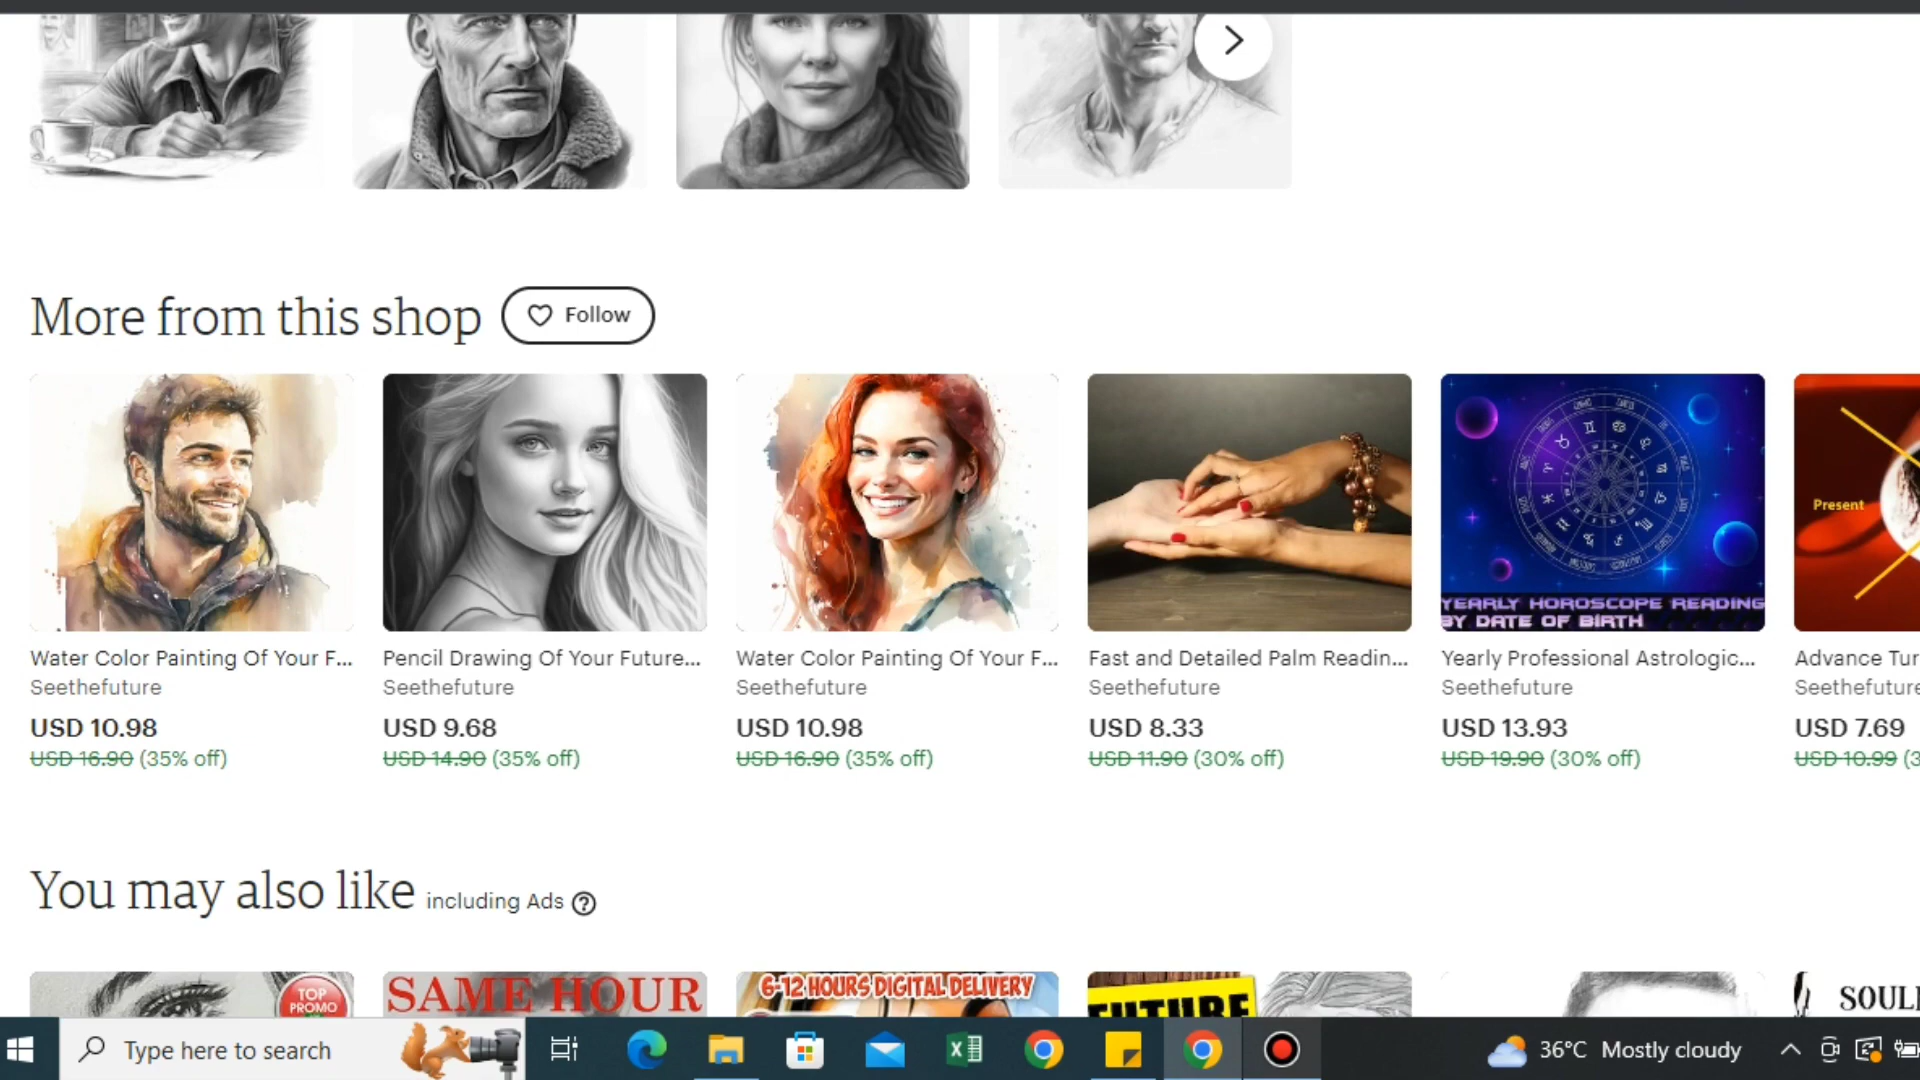 More from this shop
Follow
YEARLY HOROSCOPE READING
BY DATE OF BIRTH
Present
Water Color Painting Of Your F...
Seethefuture
USD 10.98
USD 16.90 (35% off)
Pencil Drawing Of Your Future...
Seethefuture
USD 9.68
USD 14.90 (35% off)
Water Color Painting Of Your F...
Seethefuture
USD 10.98
USD 16.90 (35% off)
Fast and Detailed Palm Readin...
Seethefuture
USD 8.33
USD 11.90 (30% off)
Yearly Professional Astrologic...
Seethefuture
USD 13.93
USD 19.90 (30% off)
Advance Tur
Seethefuture
USD 7.69
USD 10.99 (3
You may also like including Ads
TOP
PROMO
SAME HOUR
6-12 HOURS DIGITAL DELIVERY
FUTURE
SOUL
Type here to search
36°C Mostly cloudy